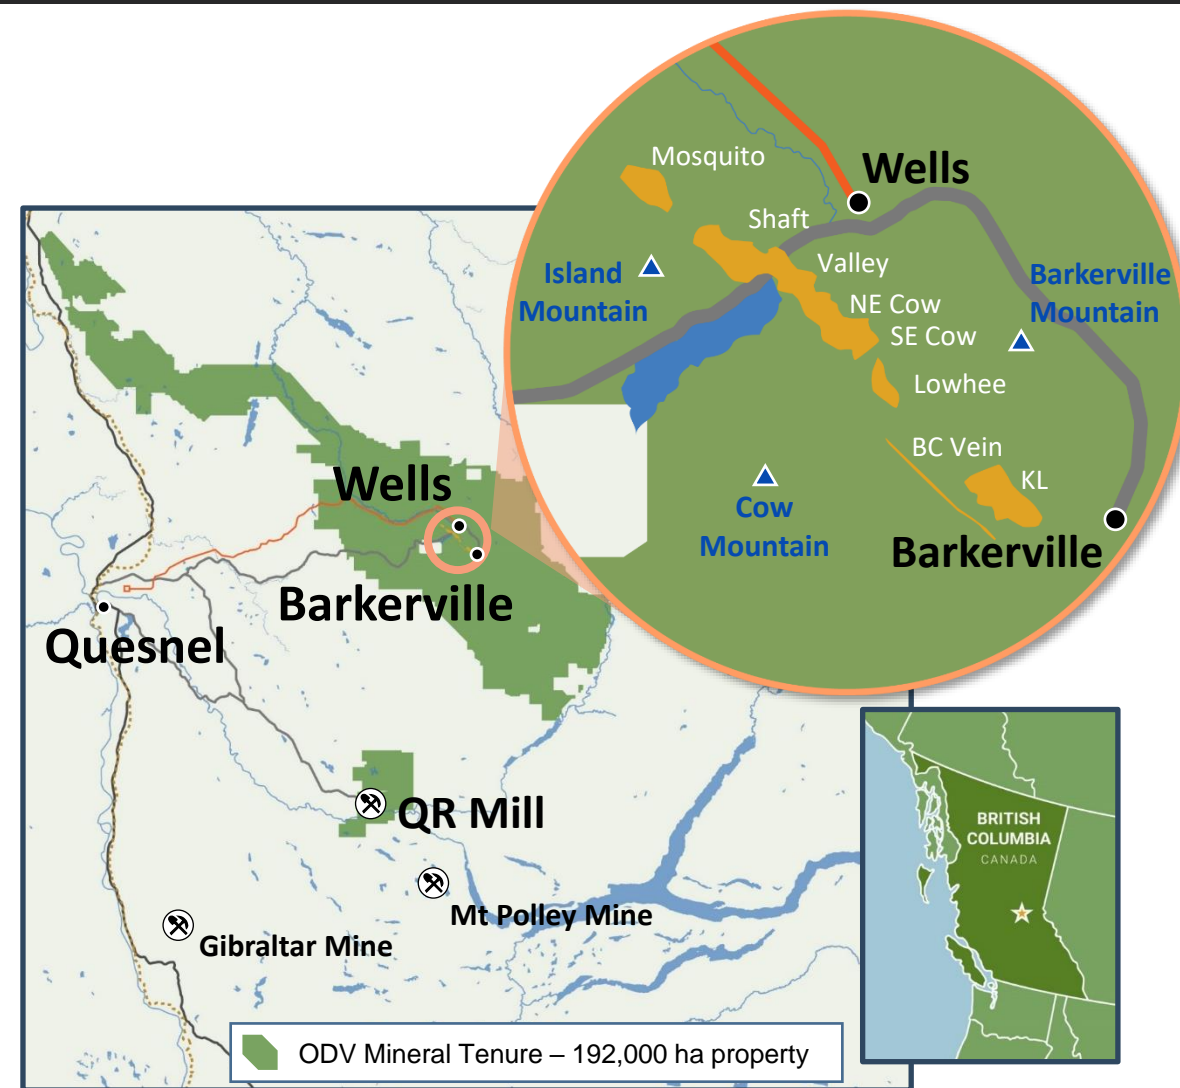 Mosquito
Wells
Shaft
Valley
Island
Mountain
Barkerville
Mountain
NE Cow
SE Cow
Lowhee
BC Vein
KL
Cow
Mountain
Barkerville
Wells
Barkerville
Quesnel
QR Mill
Mt Polley Mine
Gibraltar Mine
BRITISH
COLUMBIA
CANADA
ODV Mineral Tenure – 192,000 ha property